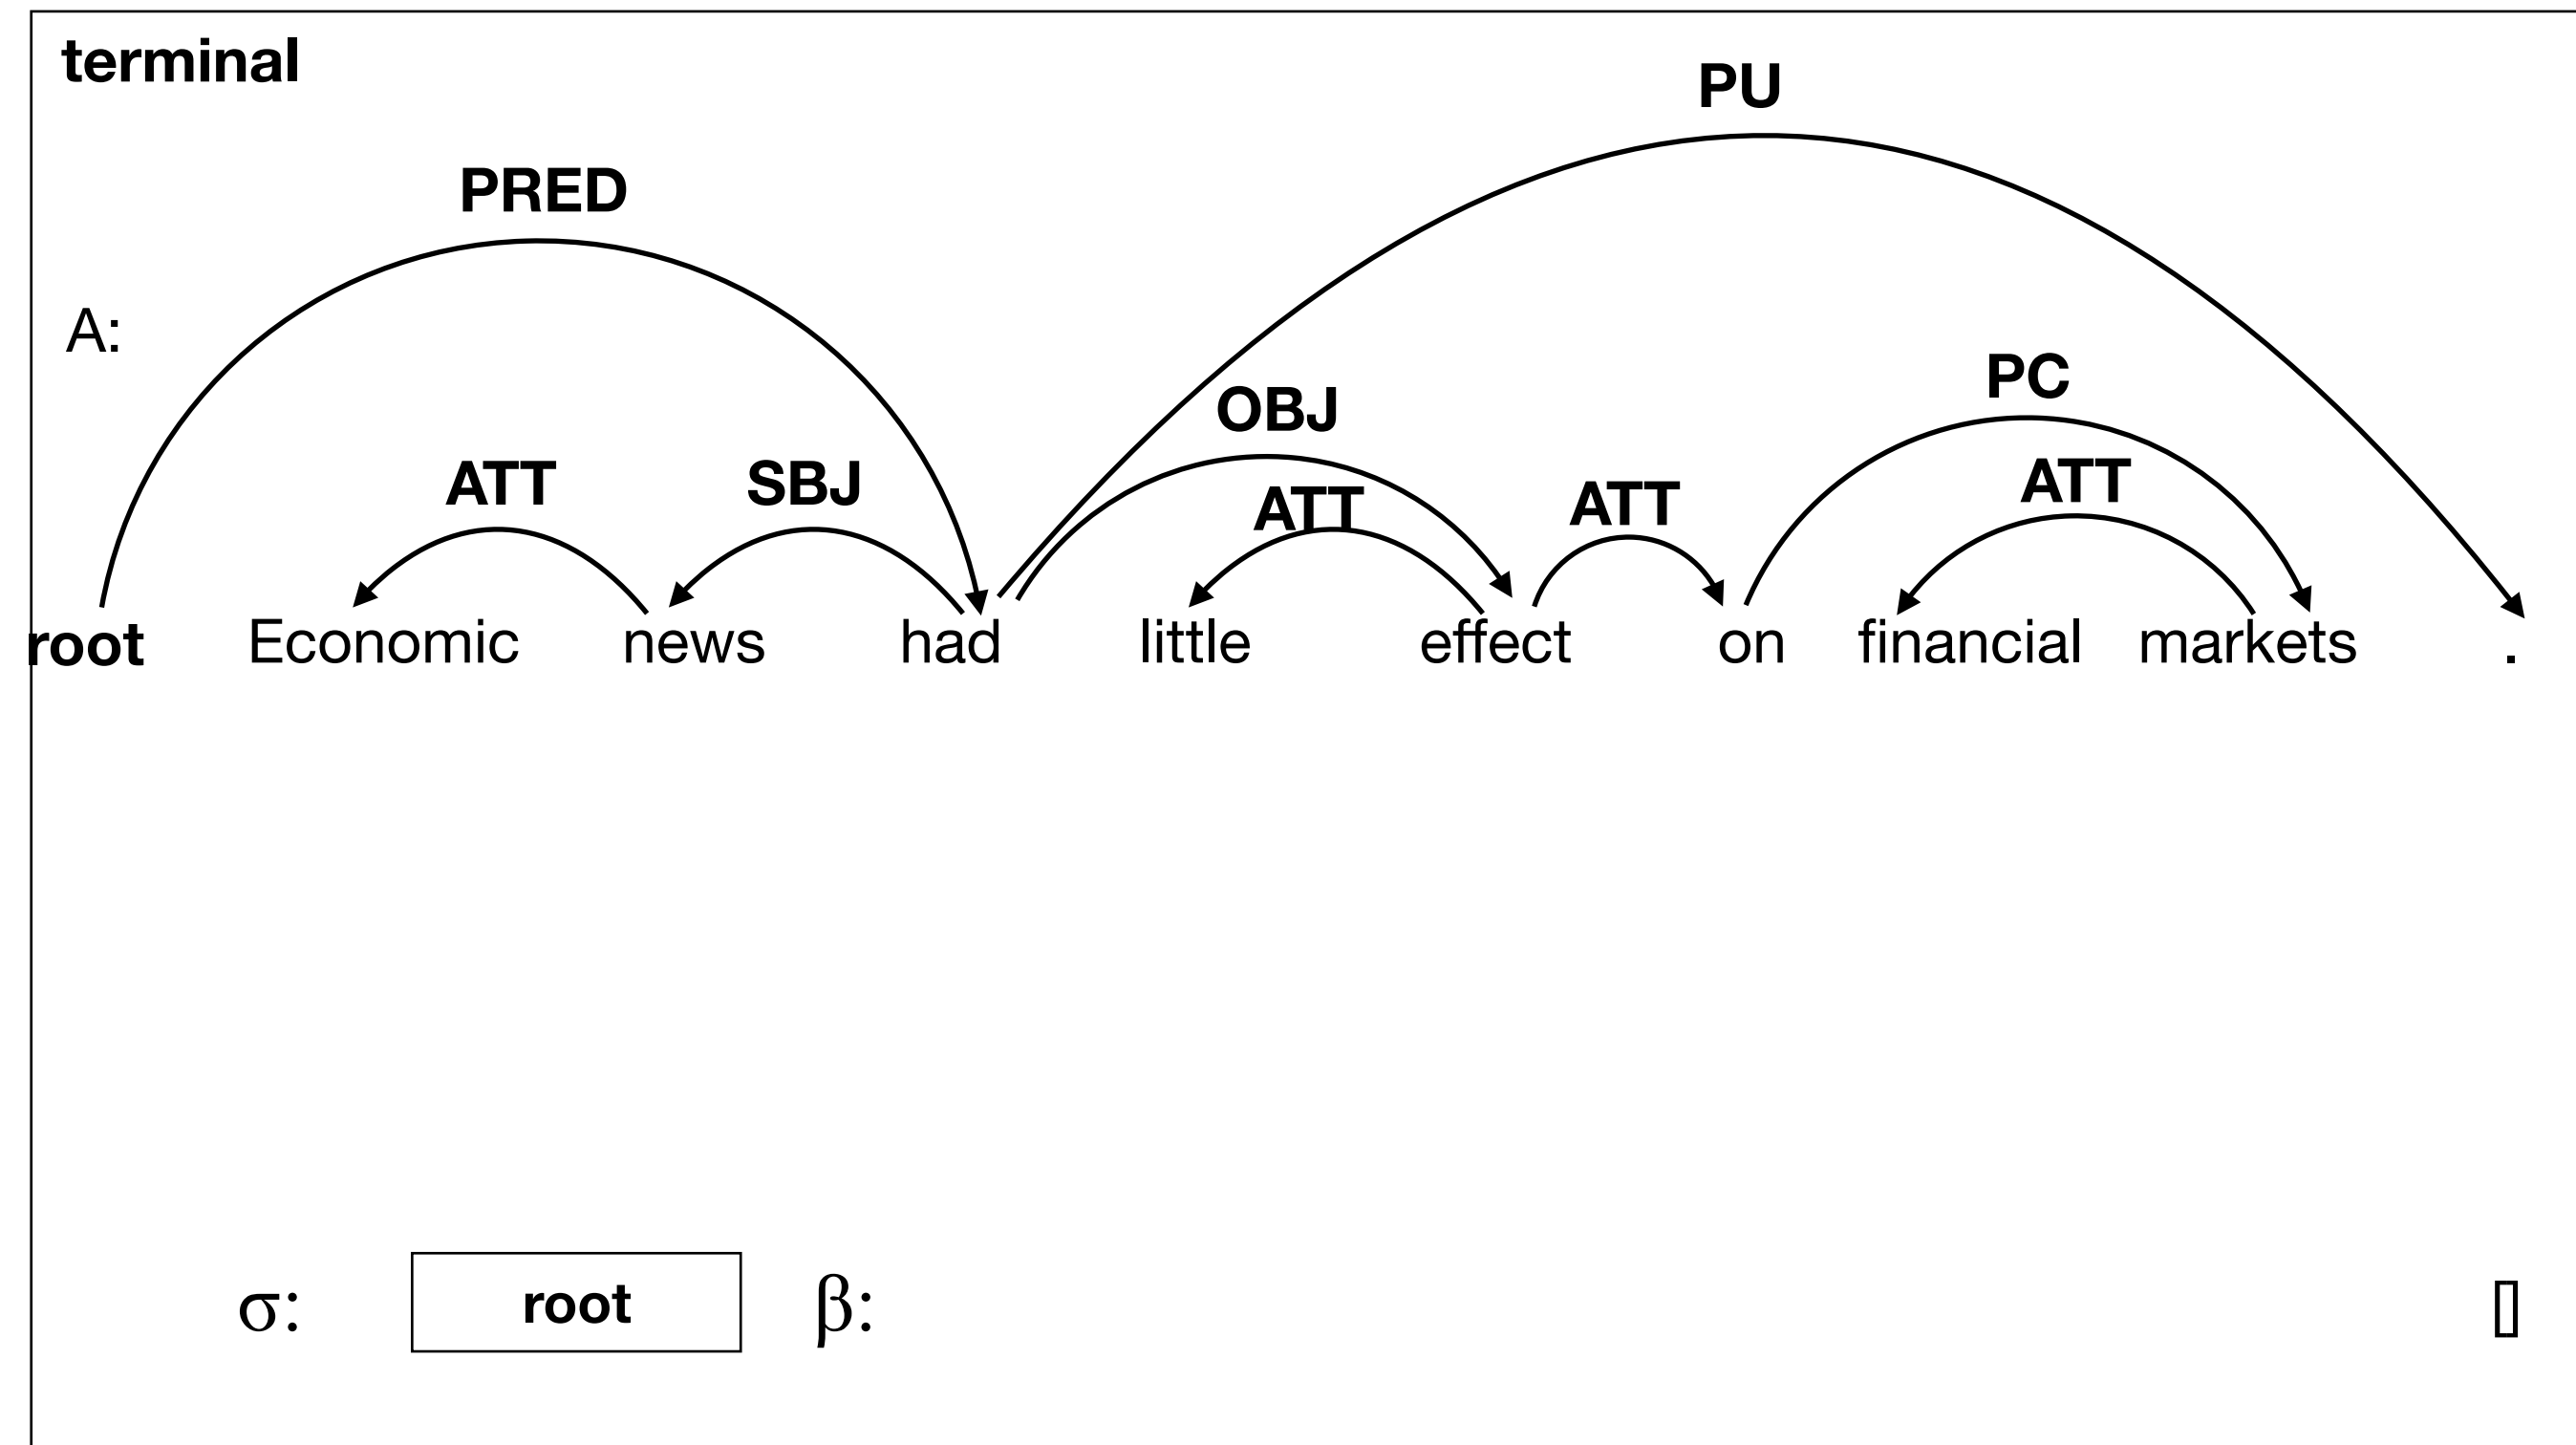 terminal
PU
PRED
A:
PC
OBJ
ATT SBJ ATT ATT ATT
root Economic news had little effect on financial markets .
σ: root β: []